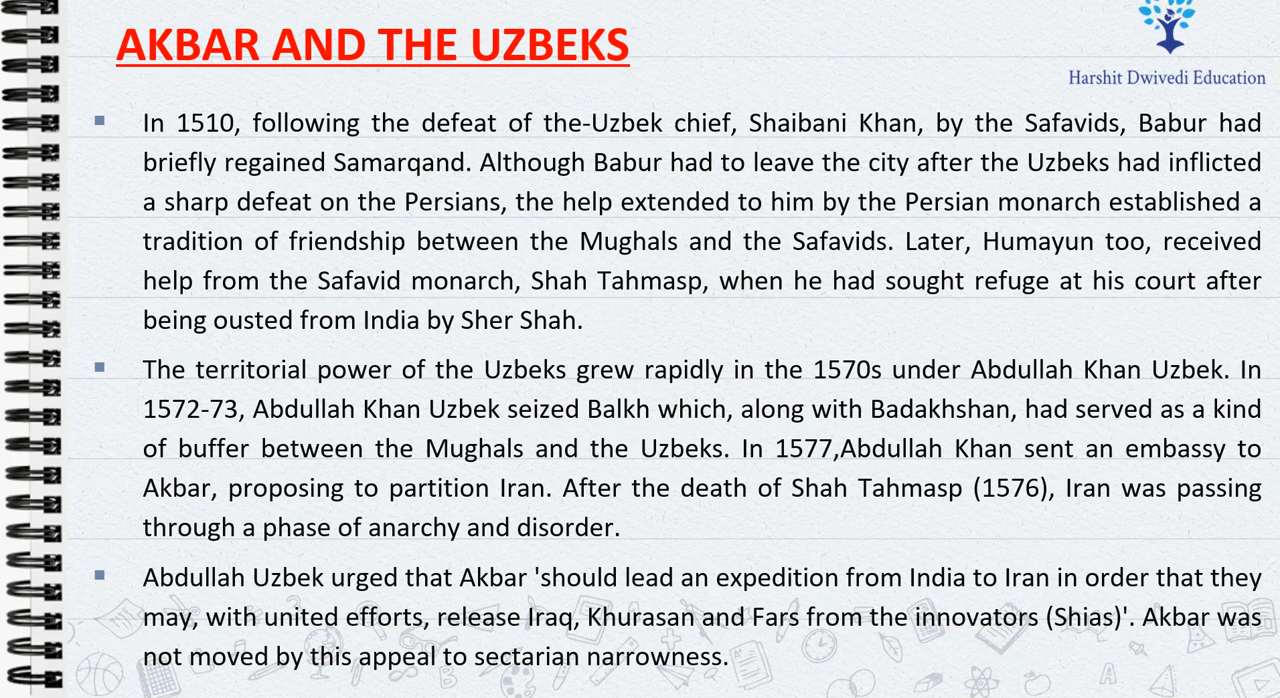 AKBAR AND THE UZBEKS
Harshit Dwivedi Education
In 1510, following the defeat of the-Uzbek chief, Shaibani Khan, by the Safavids, Babur had
briefly regained Samarqand. Although Babur had to leave the city after the Uzbeks had inflicted
a sharp defeat on the Persians, the help extended to him by the Persian monarch established a
tradition of friendship between the Mughals and the Safavids. Later, Humayun too, received
help from the Safavid monarch, Shah Tahmasp, when he had sought refuge at his court after
being ousted from India by Sher Shah.
The territorial power of the Uzbeks grew rapidly in the 1570s under Abdullah Khan Uzbek. In
1572-73, Abdullah Khan Uzbek seized Balkh which, along with Badakhshan, had served as a kind
of buffer between the Mughals and the Uzbeks. In 1577,Abdullah Khan sent an embassy to
Akbar, proposing to partition Iran. After the death of Shah Tahmasp (1576), Iran was passing
through a phase of anarchy and disorder.
Abdullah Uzbek urged that Akbar 'should lead an expedition from India to Iran in order that they
may, with united efforts, release Iraq, Khurasan and Fars from the innovators (Shias)'. Akbar was
not moved by this appeal to sectarian narrowness.